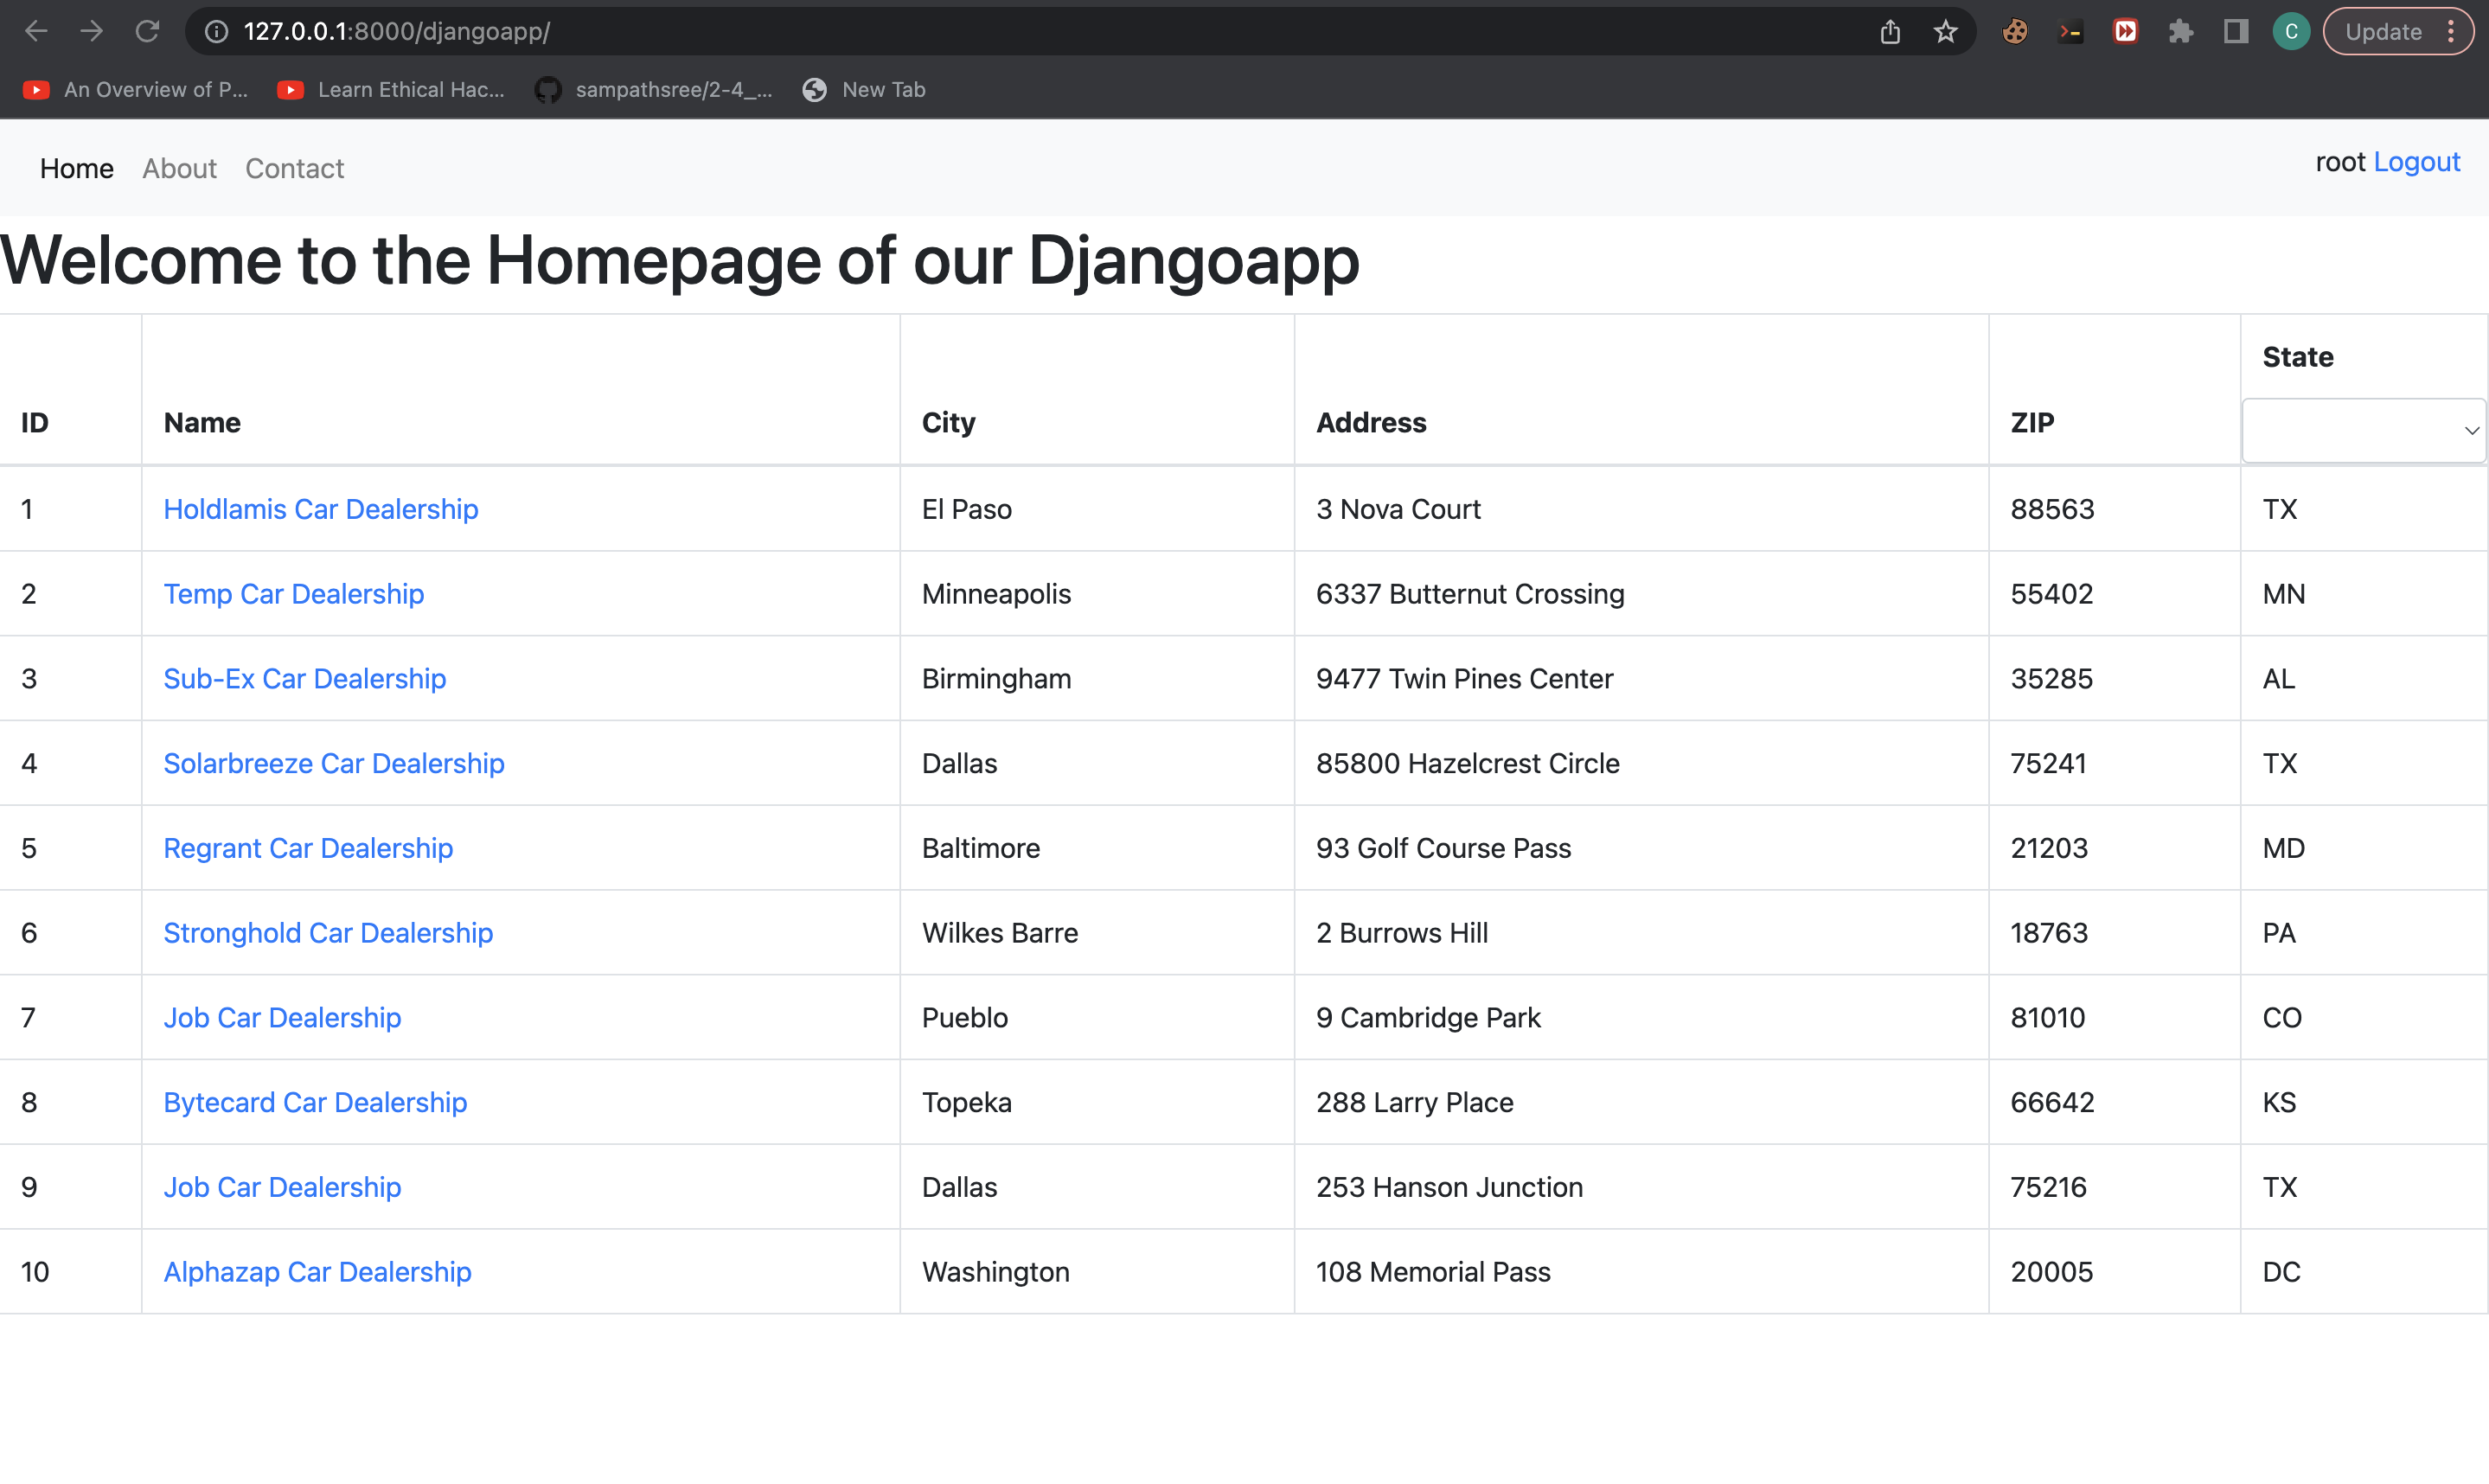 127.0.0.1:8000/djangoapp/
C
Update
An Overview of P...
Learn Ethical Hac...
sampathsree/2-4_...
New Tab
Home About Contact
root Logout
Welcome to the Homepage of our Djangoapp
ID Name City Address ZIP State
1 Holdlamis Car Dealership El Paso 3 Nova Court 88563 TX
2 Temp Car Dealership Minneapolis 6337 Butternut Crossing 55402 MN
3 Sub-Ex Car Dealership Birmingham 9477 Twin Pines Center 35285 AL
4 Solarbreeze Car Dealership Dallas 85800 Hazelcrest Circle 75241 TX
5 Regrant Car Dealership Baltimore 93 Golf Course Pass 21203 MD
6 Stronghold Car Dealership Wilkes Barre 2 Burrows Hill 18763 PA
7 Job Car Dealership Pueblo 9 Cambridge Park 81010 CO
8 Bytecard Car Dealership Topeka 288 Larry Place 66642 KS
9 Job Car Dealership Dallas 253 Hanson Junction 75216 TX
10 Alphazap Car Dealership Washington 108 Memorial Pass 20005 DC